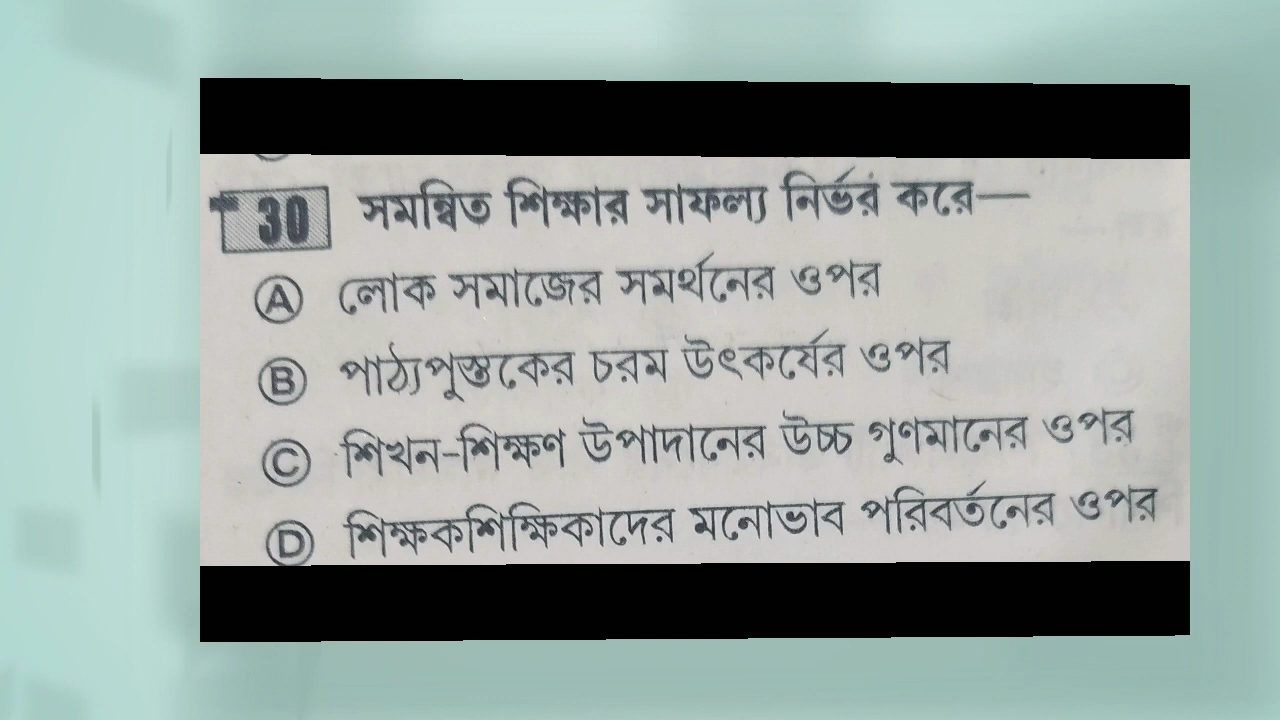 30 সমন্বিত শিক্ষার সাফল্য নির্ভর করে—
A লোক সমাজের সমর্থনের ওপর
B পাঠ্যপুস্তকের চরম উৎকর্ষের ওপর
C শিখন-শিক্ষণ উপাদানের উচ্চ গুণমানের ওপর
D শিক্ষকশিক্ষিকাদের মনোভাব পরিবর্তনের ওপর